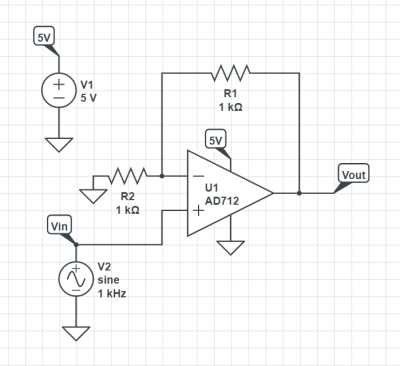 5V
V1
5 V
R1
1 kΩ
5V
U1
AD712
Vout
R2
1 kΩ
Vin
V2
sine
1 kHz